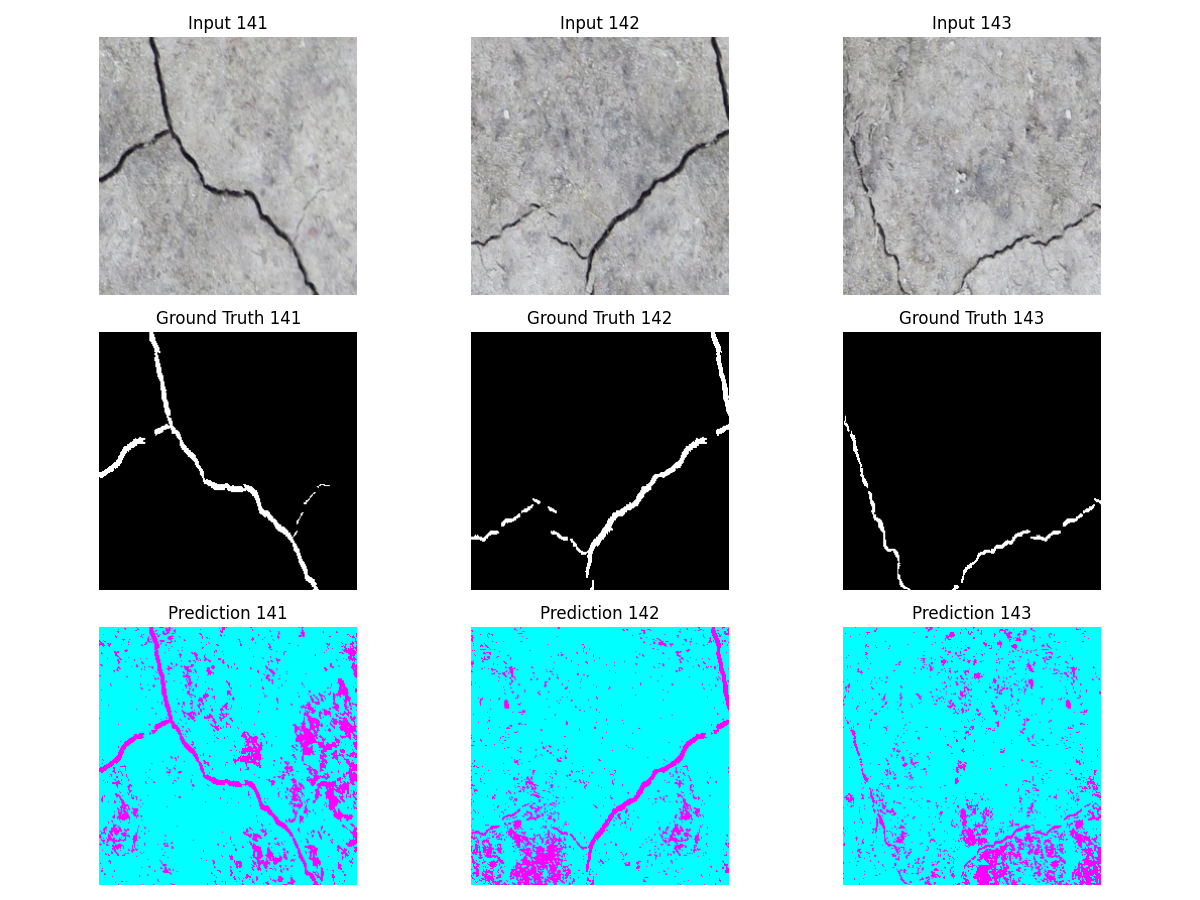 Input 141
Input 142
Input 143
Ground Truth 141
Ground Truth 142
Ground Truth 143
Prediction 141
Prediction 142
Prediction 143